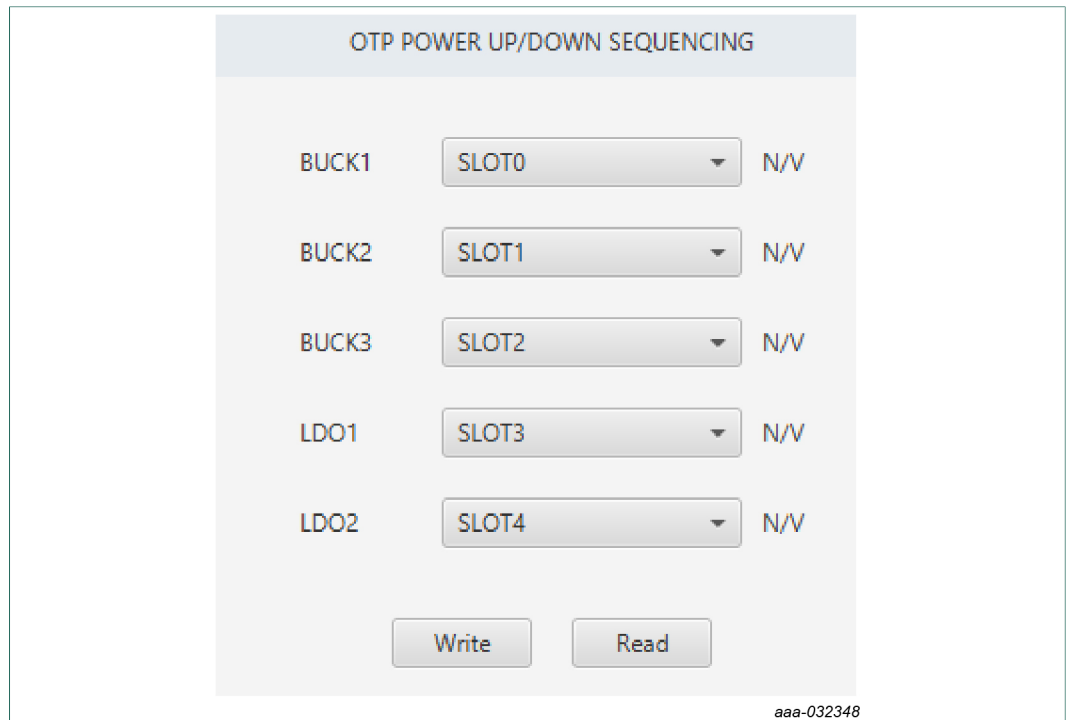 OTP POWER UP/DOWN SEQUENCING
BUCK1 SLOT0 N/V
BUCK2 SLOT1 N/V
BUCK3 SLOT2 N/V
LDO1 SLOT3 N/V
LDO2 SLOT4 N/V
Write Read
aaa-032348